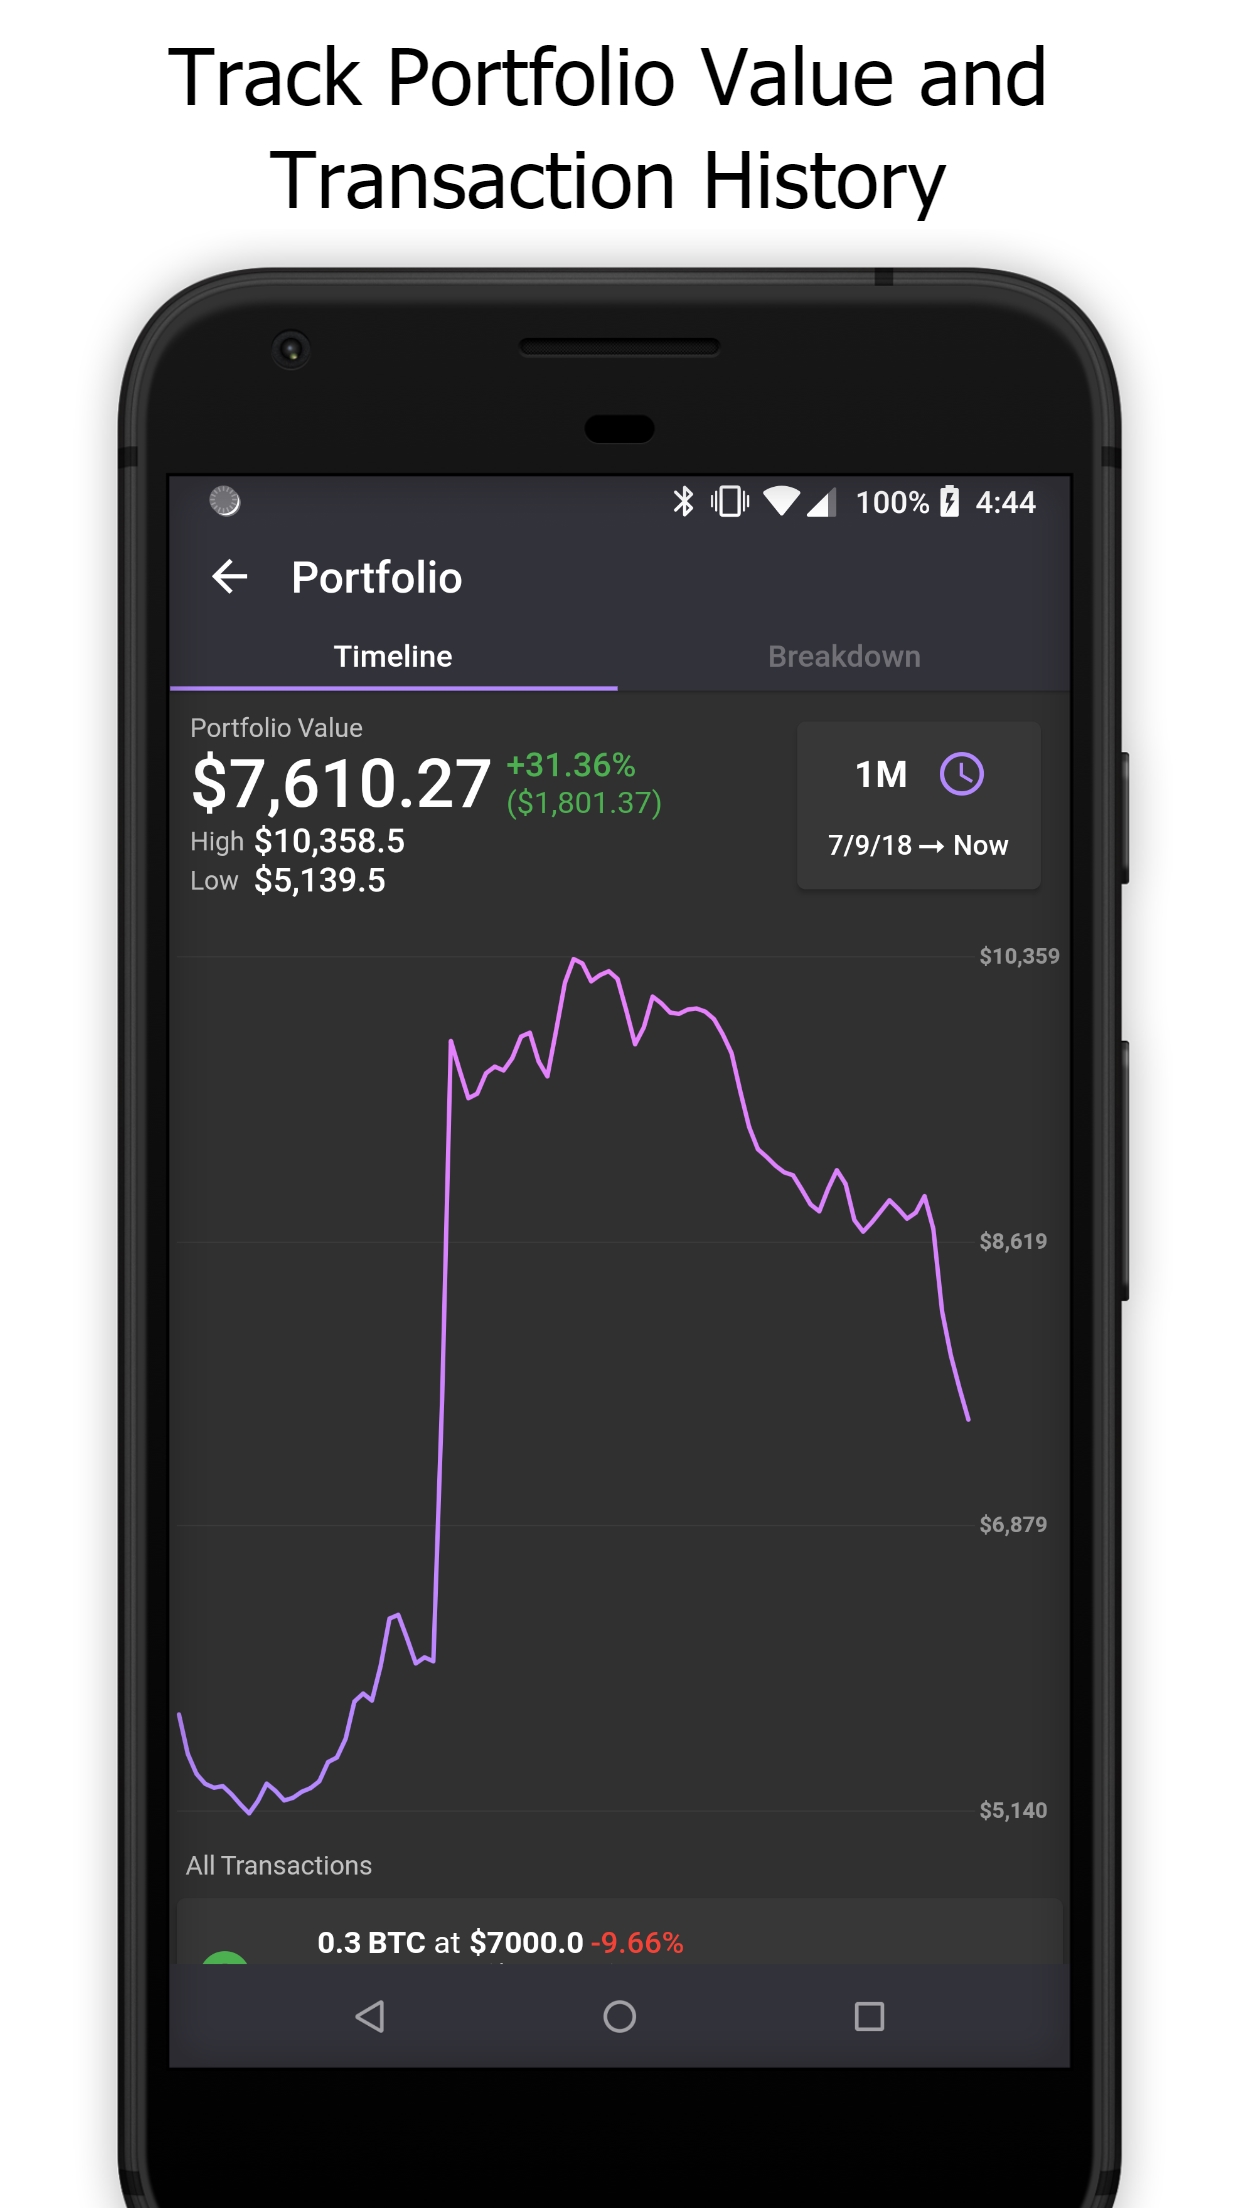 Track Portfolio Value and
Transaction History
100% 4:44
Portfolio
Timeline Breakdown
Portfolio Value
$7,610.27 +31.36%
($1,801.37)
High $10,358.5
Low $5,139.5
1M
7/9/18 → Now
$10,359
$8,619
$6,879
$5,140
All Transactions
0.3 BTC at $7000.0 -9.66%